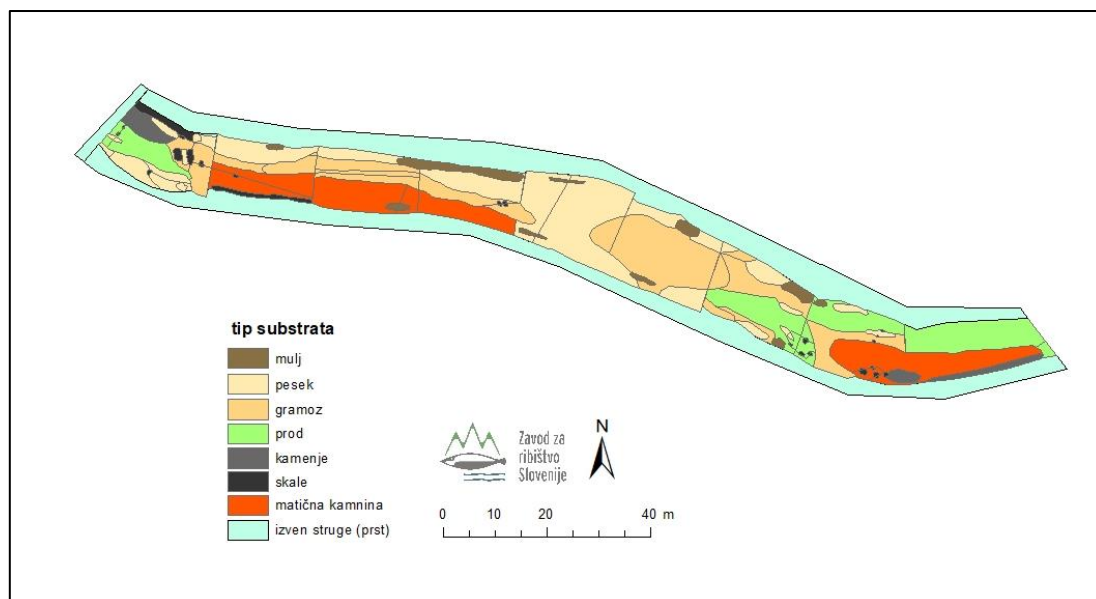 tip substrata
mulj
pesek
gramoz
prod
kamenje
skale
matična kamnina
izven struge (prst)
Zavod za
ribištvo
Slovenije
N
0 10 20 40 m